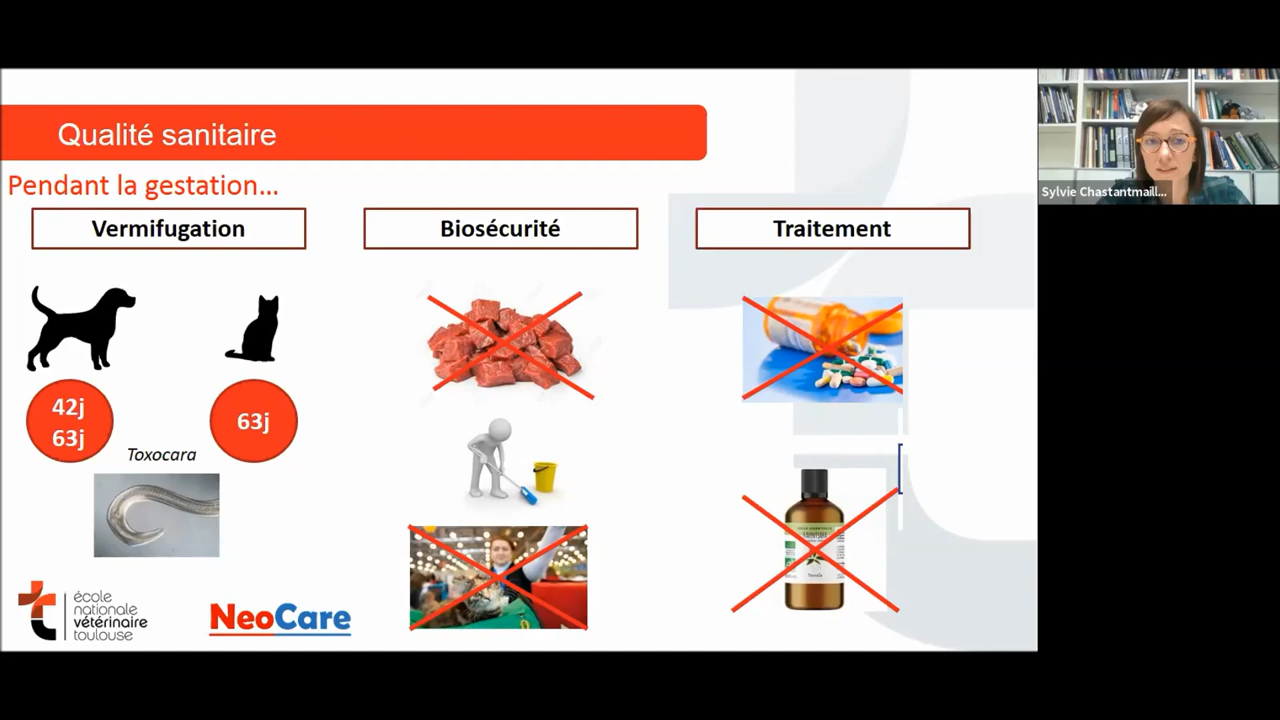 Qualité sanitaire
Pendant la gestation...
Vermifugation
Biosécurité
Traitement
42j
63j
63j
Toxocara
école
nationale
vétérinaire
toulouse
NeoCare
Sylvie Chastantmaill...